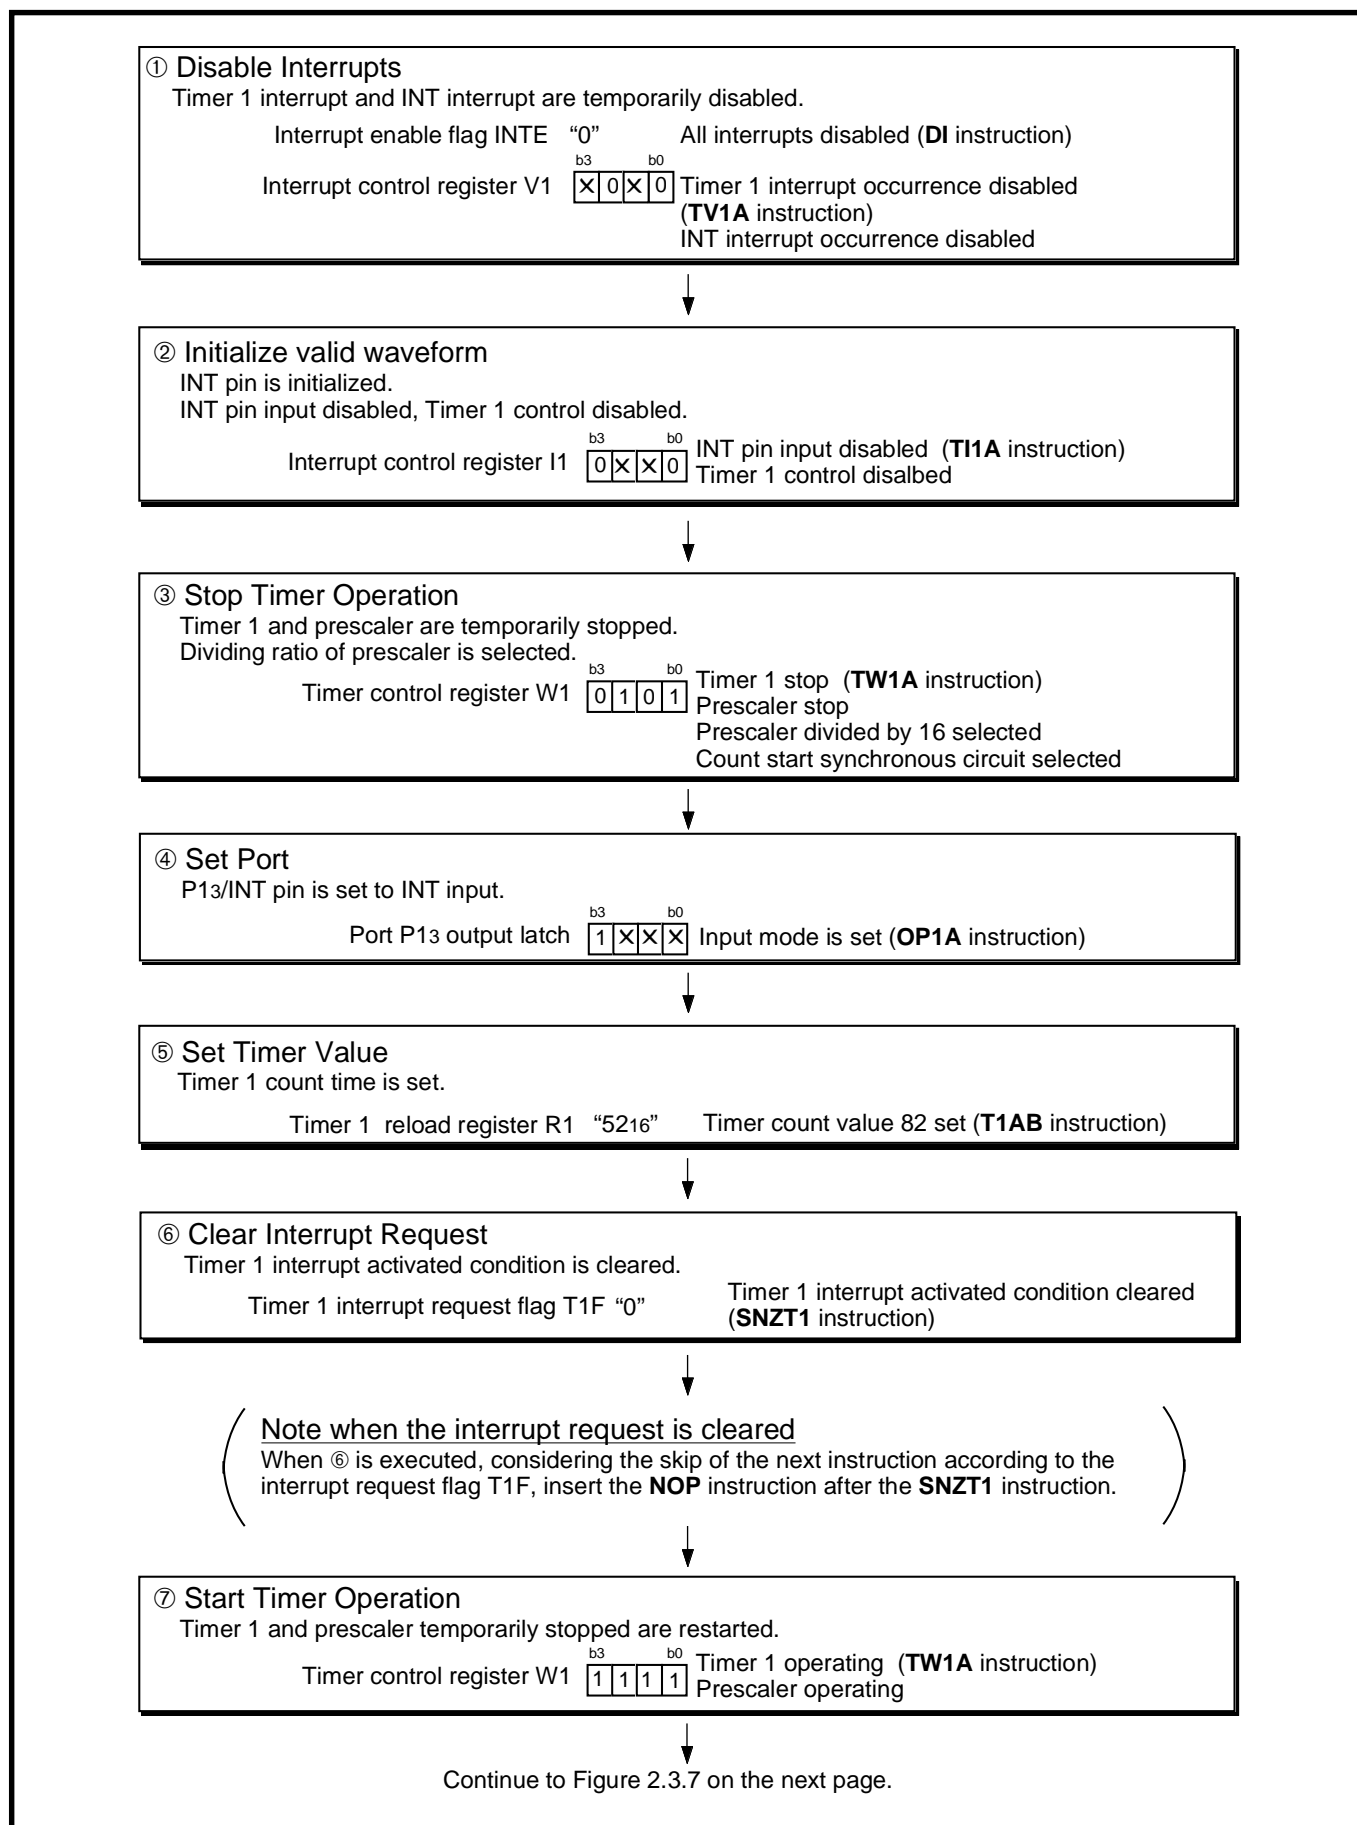 ① Disable Interrupts
Timer 1 interrupt and INT interrupt are temporarily disabled.
Interrupt enable flag INTE “0” All interrupts disabled (DI instruction)
b3 b0
Interrupt control register V1 X 0 X 0 Timer 1 interrupt occurrence disabled
(TV1A instruction)
INT interrupt occurrence disabled
② Initialize valid waveform
INT pin is initialized.
INT pin input disabled, Timer 1 control disabled.
b3 b0
Interrupt control register I1 0 X X 0 INT pin input disabled (TI1A instruction)
Timer 1 control disalbed
③ Stop Timer Operation
Timer 1 and prescaler are temporarily stopped.
Dividing ratio of prescaler is selected.
b3 b0
Timer control register W1 0 1 0 1 Timer 1 stop (TW1A instruction)
Prescaler stop
Prescaler divided by 16 selected
Count start synchronous circuit selected
④ Set Port
P13/INT pin is set to INT input.
b3 b0
Port P13 output latch 1 X X X Input mode is set (OP1A instruction)
⑤ Set Timer Value
Timer 1 count time is set.
Timer 1 reload register R1 “5216” Timer count value 82 set (T1AB instruction)
⑥ Clear Interrupt Request
Timer 1 interrupt activated condition is cleared.
Timer 1 interrupt request flag T1F “0” Timer 1 interrupt activated condition cleared
(SNZT1 instruction)
Note when the interrupt request is cleared
When ⑥ is executed, considering the skip of the next instruction according to the
interrupt request flag T1F, insert the NOP instruction after the SNZT1 instruction.
⑦ Start Timer Operation
Timer 1 and prescaler temporarily stopped are restarted.
b3 b0
Timer control register W1 1 1 1 1 Timer 1 operating (TW1A instruction)
Prescaler operating
Continue to Figure 2.3.7 on the next page.